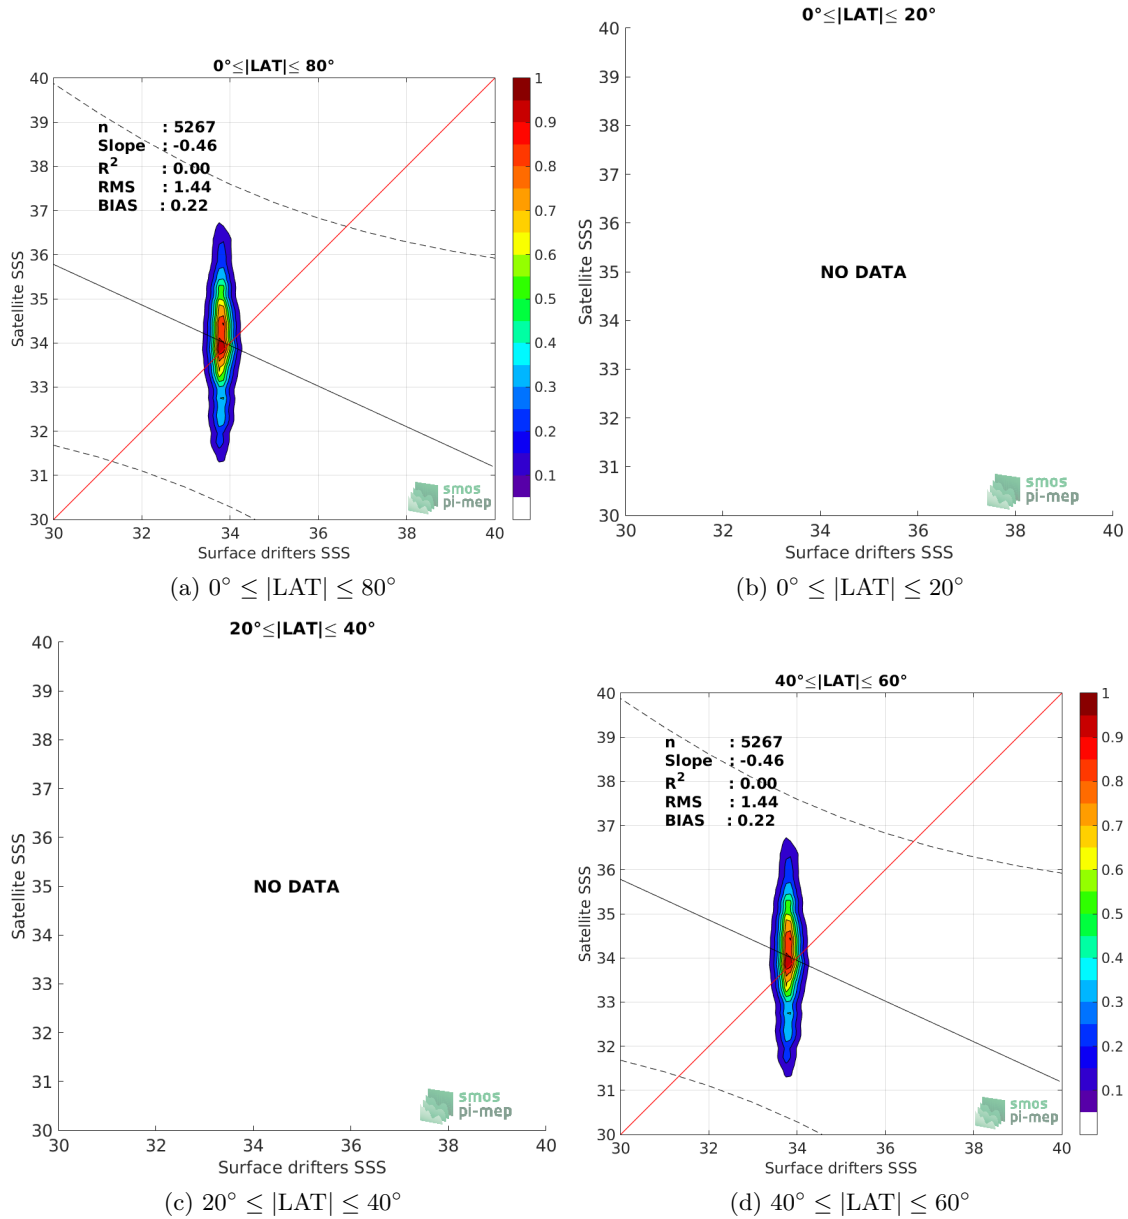 0°≤|LAT|≤ 80°
40
39
38
37
36
35
34
33
32
31
30
Satellite SSS
n : 5267
Slope : -0.46
R² : 0.00
RMS : 1.44
BIAS : 0.22
smos
pi-mep
30 32 34 36 38 40
Surface drifters SSS
1
0.9
0.8
0.7
0.6
0.5
0.4
0.3
0.2
0.1
(a) 0° ≤ |LAT| ≤ 80°
0°≤|LAT|≤ 20°
40
39
38
37
36
35
34
33
32
31
30
Satellite SSS
NO DATA
smos
pi-mep
30 32 34 36 38 40
Surface drifters SSS
(b) 0° ≤ |LAT| ≤ 20°
20°≤|LAT|≤ 40°
40
39
38
37
36
35
34
33
32
31
30
Satellite SSS
NO DATA
smos
pi-mep
30 32 34 36 38 40
Surface drifters SSS
(c) 20° ≤ |LAT| ≤ 40°
40°≤|LAT|≤ 60°
40
39
38
37
36
35
34
33
32
31
30
Satellite SSS
n : 5267
Slope : -0.46
R² : 0.00
RMS : 1.44
BIAS : 0.22
smos
pi-mep
30 32 34 36 38 40
Surface drifters SSS
1
0.9
0.8
0.7
0.6
0.5
0.4
0.3
0.2
0.1
(d) 40° ≤ |LAT| ≤ 60°